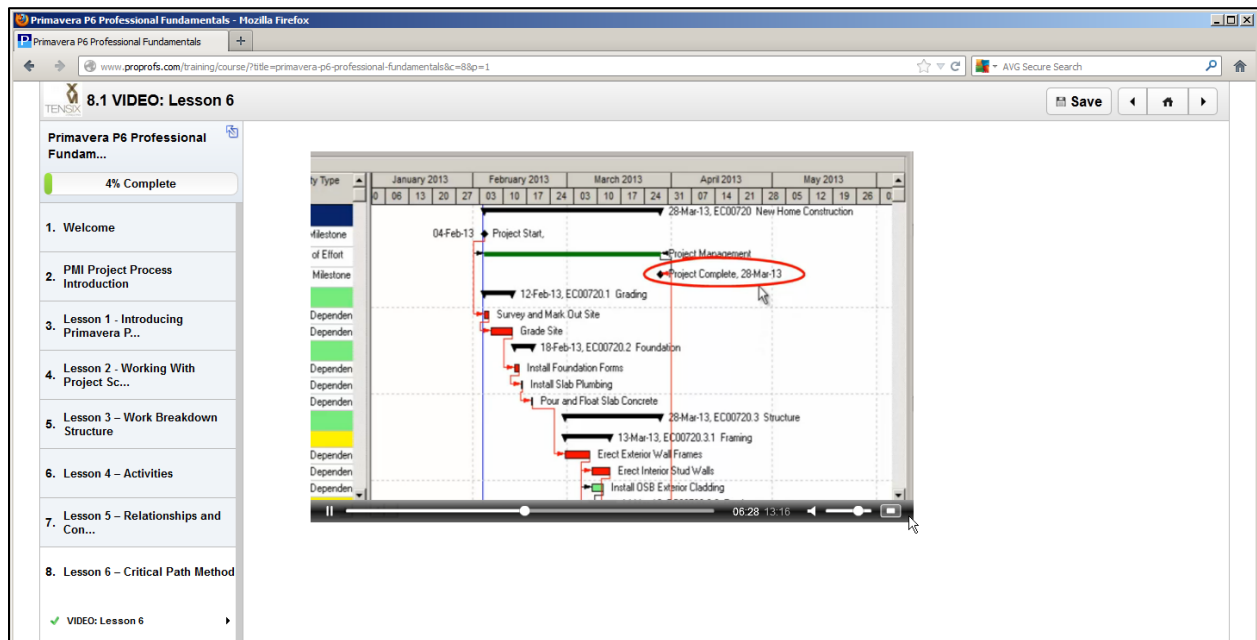 Primavera P6 Professional Fundamentals - Mozilla Firefox
Primavera P6 Professional Fundamentals
www.proprofs.com/training/course/?title=primavera-p6-professional-fundamentals&c=8&p=1
AVG Secure Search
TENSIX
8.1 VIDEO: Lesson 6
Save
Primavera P6 Professional
Fundam...
4% Complete
1. Welcome
2. PMI Project Process
Introduction
3. Lesson 1 - Introducing
Primavera P...
4. Lesson 2 - Working With
Project Sc...
5. Lesson 3 – Work Breakdown
Structure
6. Lesson 4 – Activities
7. Lesson 5 – Relationships and
Con...
8. Lesson 6 – Critical Path Method
VIDEO: Lesson 6
ty Type
January 2013 February 2013 March 2013 April 2013 May 2013
0 06 13 20 27 03 10 17 24 03 10 17 24 31 07 14 21 28 05 12 19 26 0
28-Mar-13, EC00720 New Home Construction
Milestone 04-Feb-13 Project Start,
of Effort Project Management
Milestone Project Complete, 28-Mar-13
12-Feb-13, EC00720.1 Grading
Dependen Survey and Mark Out Site
Dependen Grade Site
18-Feb-13, EC00720.2 Foundation
Dependen Install Foundation Forms
Dependen Install Slab Plumbing
Dependen Pour and Float Slab Concrete
28-Mar-13, EC00720.3 Structure
13-Mar-13, EC00720.3.1 Framing
Dependen Erect Exterior Wall Frames
Dependen Erect Interior Stud Walls
Dependen Install OSB Exterior Cladding
06:28 13:16